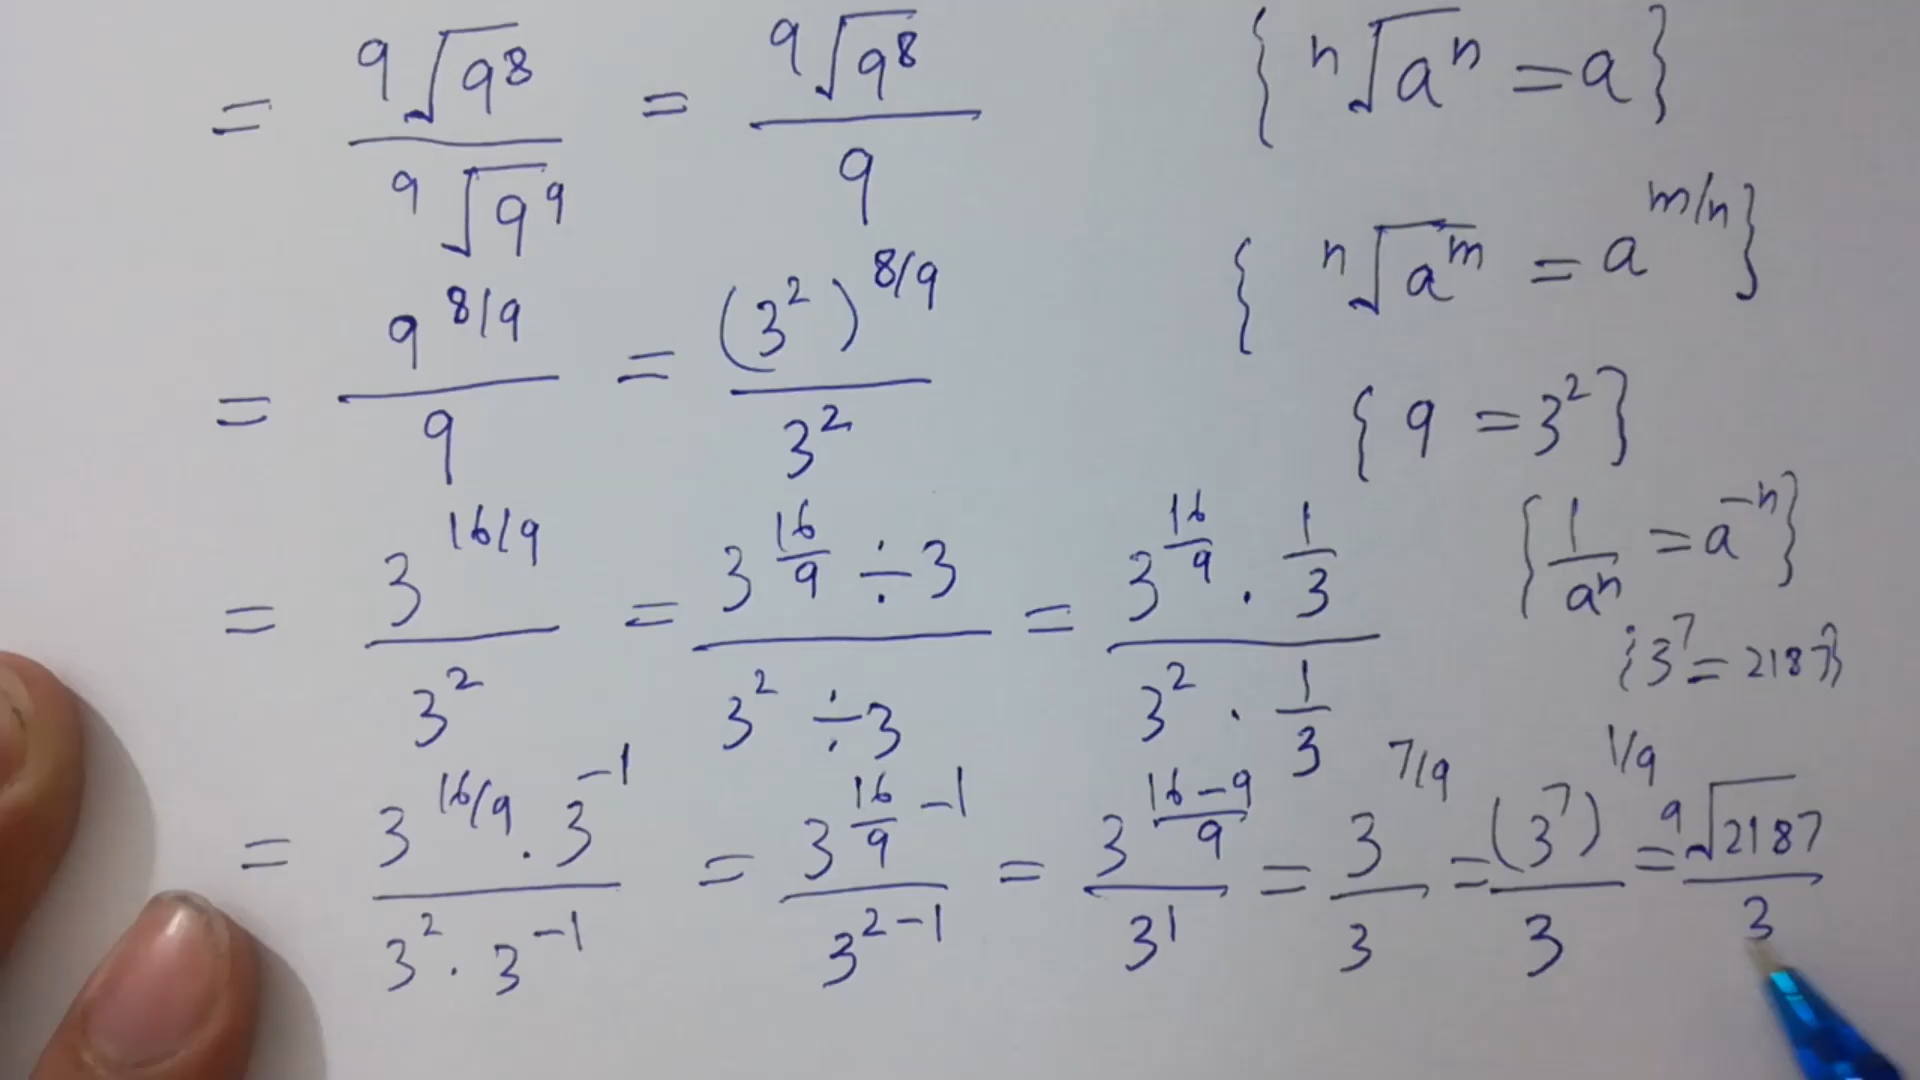 = ⁹√9⁸ / ⁹√9⁹ = ⁹√9⁸ / 9 {ⁿ√aⁿ = a}
{ⁿ√aᵐ = a^(m/n)}
= 9^(8/9) / 9 = (3²)^(8/9) / 3² {9 = 3²}
= 3^(16/9) / 3² = 3^(16/9) ÷ 3 / 3² ÷ 3 = 3^(16/9) · 1/3 / 3² · 1/3 {1/aⁿ = a⁻ⁿ}
{3⁷ = 2187}
= 3^(16/9) · 3⁻¹ / 3² · 3⁻¹ = 3^(16/9 − 1) / 3^(2−1) = 3^((16−9)/9) / 3¹ = 3^(7/9) / 3 = (3⁷)^(1/9) / 3 = ⁹√2187 / 3